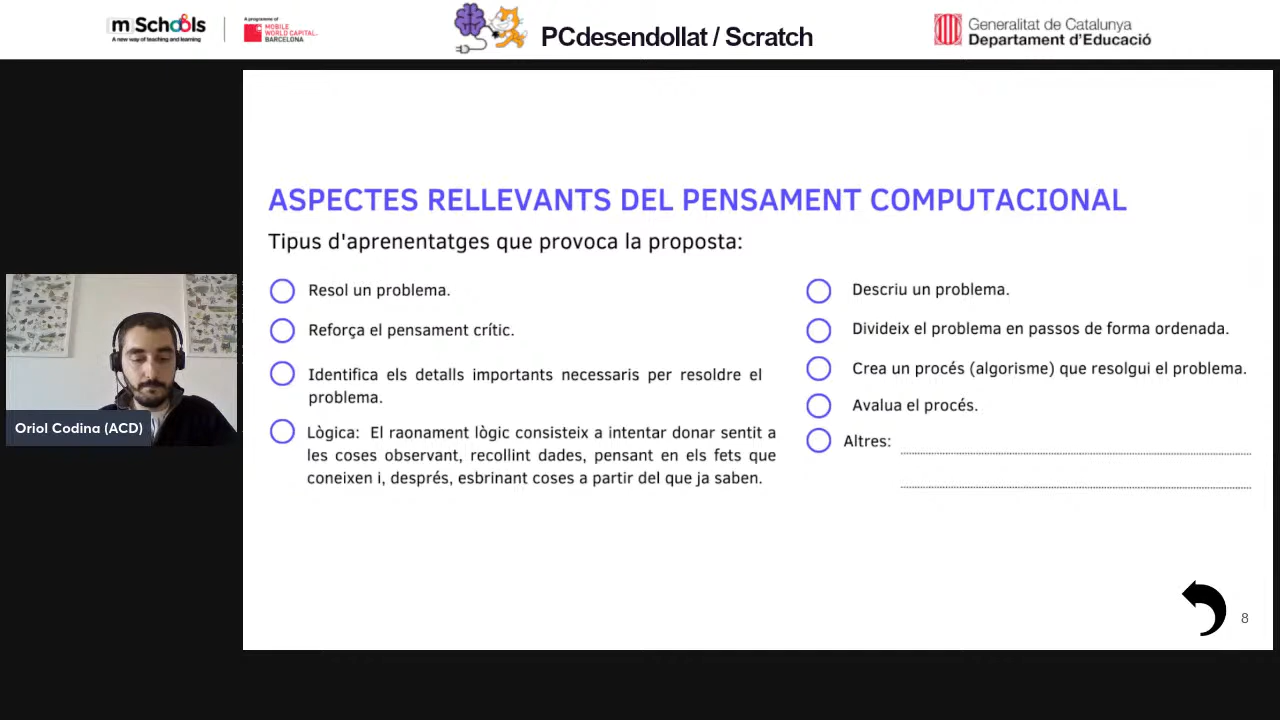 mSchools
A new way of teaching and learning
A programme of
MOBILE
WORLD CAPITAL
BARCELONA
PCdesendollat / Scratch
Generalitat de Catalunya
Departament d'Educació
ASPECTES RELLEVANTS DEL PENSAMENT COMPUTACIONAL
Tipus d'aprenentatges que provoca la proposta:
Resol un problema.
Reforça el pensament crític.
Identifica els detalls importants necessaris per resoldre el
problema.
Lògica: El raonament lògic consisteix a intentar donar sentit a
les coses observant, recollint dades, pensant en els fets que
coneixen i, després, esbrinant coses a partir del que ja saben.
Descriu un problema.
Divideix el problema en passos de forma ordenada.
Crea un procés (algorisme) que resolgui el problema.
Avalua el procés.
Altres:
Oriol Codina (ACD)
8